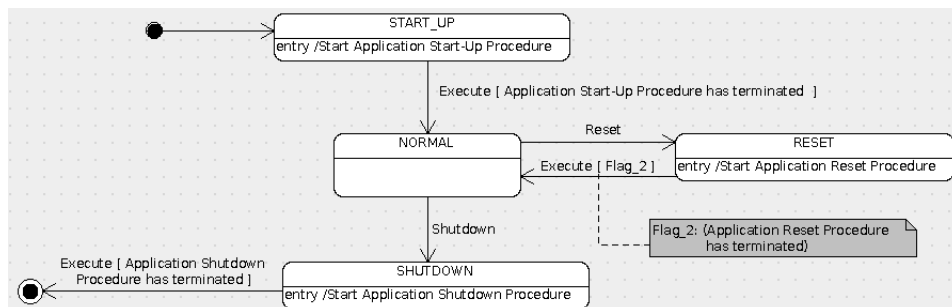 START_UP
entry /Start Application Start-Up Procedure
Execute [ Application Start-Up Procedure has terminated ]
NORMAL
Reset
RESET
entry /Start Application Reset Procedure
Execute [ Flag_2 ]
Flag_2: {Application Reset Procedure
has terminated}
Shutdown
Execute [ Application Shutdown
Procedure has terminated ]
SHUTDOWN
entry /Start Application Shutdown Procedure